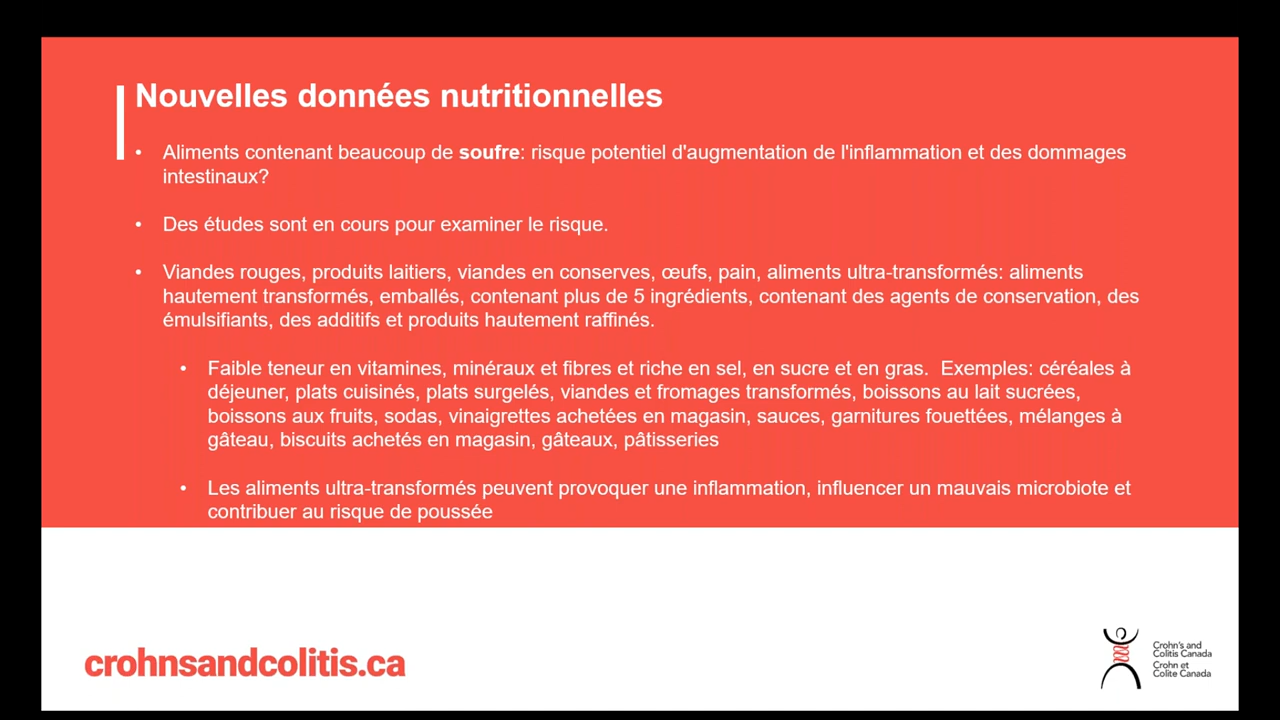 Nouvelles données nutritionnelles
• Aliments contenant beaucoup de soufre: risque potentiel d'augmentation de l'inflammation et des dommages
intestinaux?
• Des études sont en cours pour examiner le risque.
• Viandes rouges, produits laitiers, viandes en conserves, œufs, pain, aliments ultra-transformés: aliments
hautement transformés, emballés, contenant plus de 5 ingrédients, contenant des agents de conservation, des
émulsifiants, des additifs et produits hautement raffinés.
• Faible teneur en vitamines, minéraux et fibres et riche en sel, en sucre et en gras.  Exemples: céréales à
déjeuner, plats cuisinés, plats surgelés, viandes et fromages transformés, boissons au lait sucrées,
boissons aux fruits, sodas, vinaigrettes achetées en magasin, sauces, garnitures fouettées, mélanges à
gâteau, biscuits achetés en magasin, gâteaux, pâtisseries
• Les aliments ultra-transformés peuvent provoquer une inflammation, influencer un mauvais microbiote et
contribuer au risque de poussée
crohnsandcolitis.ca
Crohn's and
Colitis Canada
Crohn et
Colite Canada